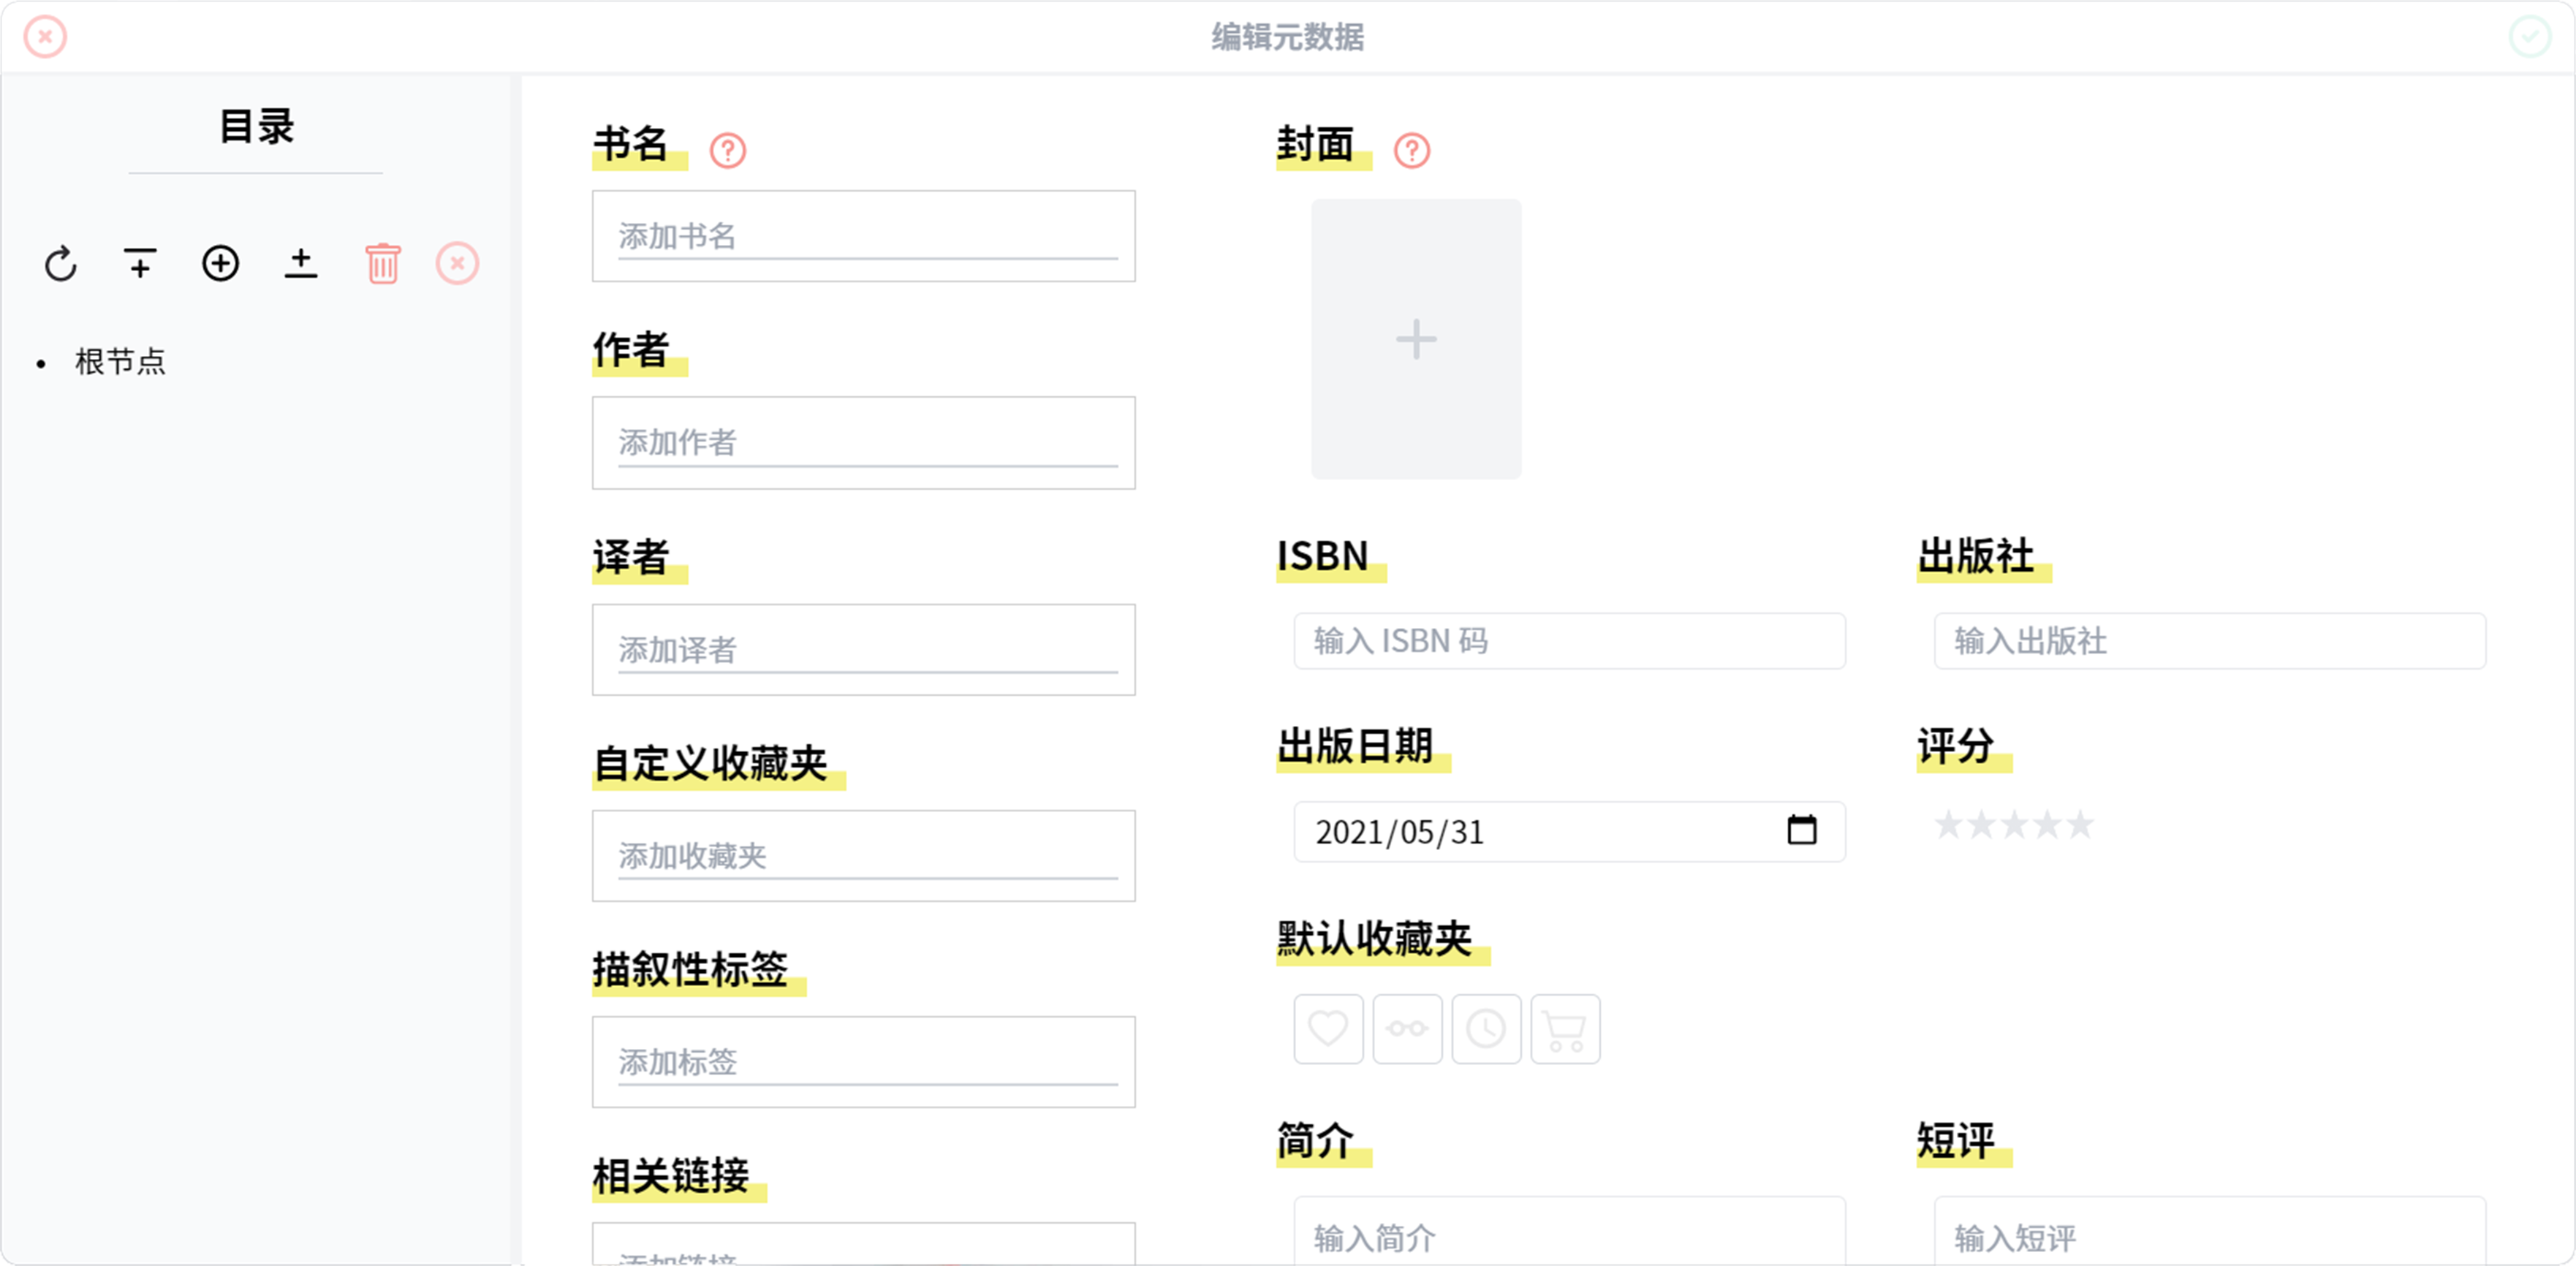 编辑元数据
目录
根节点
书名
添加书名
作者
添加作者
译者
添加译者
自定义收藏夹
添加收藏夹
描叙性标签
添加标签
相关链接
添加链接
封面
ISBN
输入 ISBN 码
出版社
输入出版社
出版日期
2021/05/31
评分
默认收藏夹
简介
输入简介
短评
输入短评